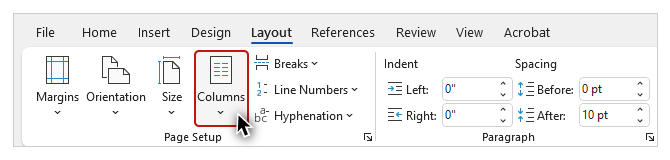 File Home Insert Design Layout References Review View Acrobat
Margins Orientation Size Columns
Breaks
Line Numbers
a-
bc Hyphenation
Page Setup
Indent Spacing
Left: 0" Before: 0 pt
Right: 0" After: 10 pt
Paragraph